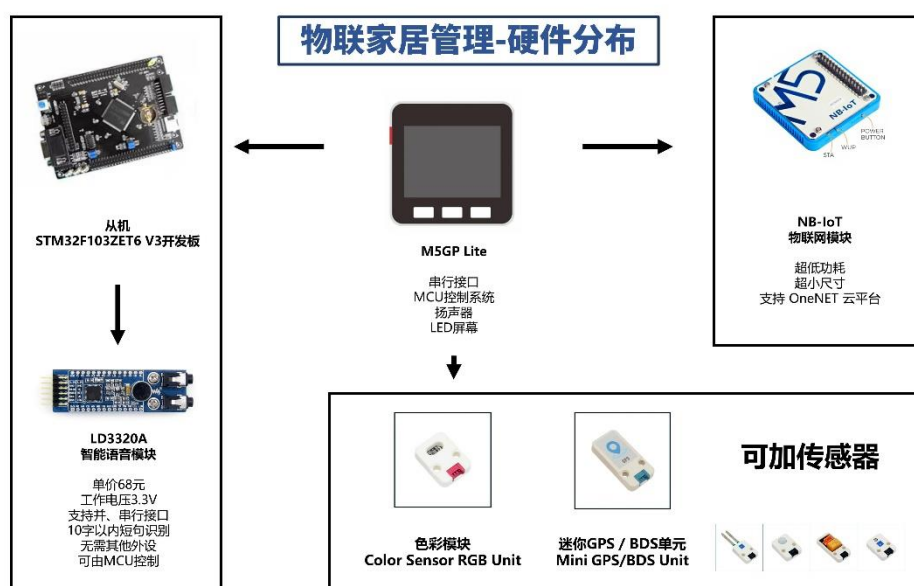 物联家居管理-硬件分布
从机
STM32F103ZET6 V3开发板
LD3320A
智能语音模块
单价68元
工作电压3.3V
支持并、串行接口
10字以内短句识别
无需其他外设
可由MCU控制
M5GP Lite
串行接口
MCU控制系统
扬声器
LED屏幕
M5
NB-IoT
STA
WUP
POWER
BUTTON
NB-IoT
物联网模块
超低功耗
超小尺寸
支持 OneNET 云平台
色彩模块
Color Sensor RGB Unit
迷你GPS / BDS单元
Mini GPS/BDS Unit
可加传感器